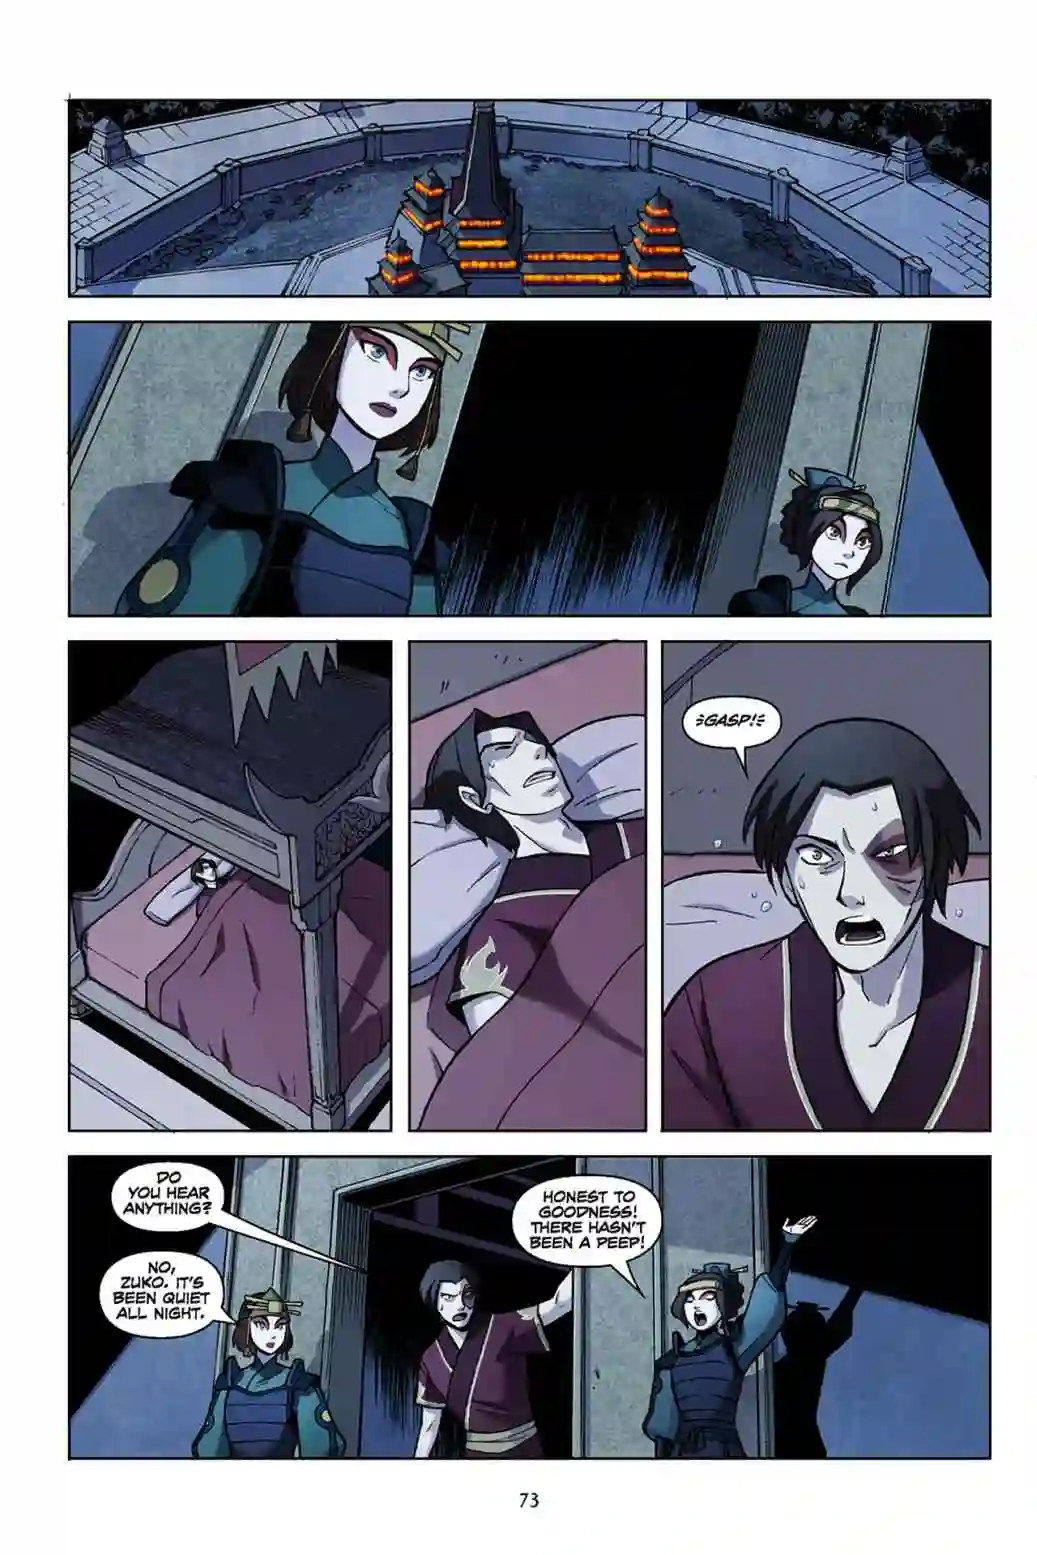 GASP!
DO
YOU HEAR
ANYTHING?
NO,
ZUKO. IT'S
BEEN QUIET
ALL NIGHT.
HONEST TO
GOODNESS!
THERE HASN'T
BEEN A PEEP!
73